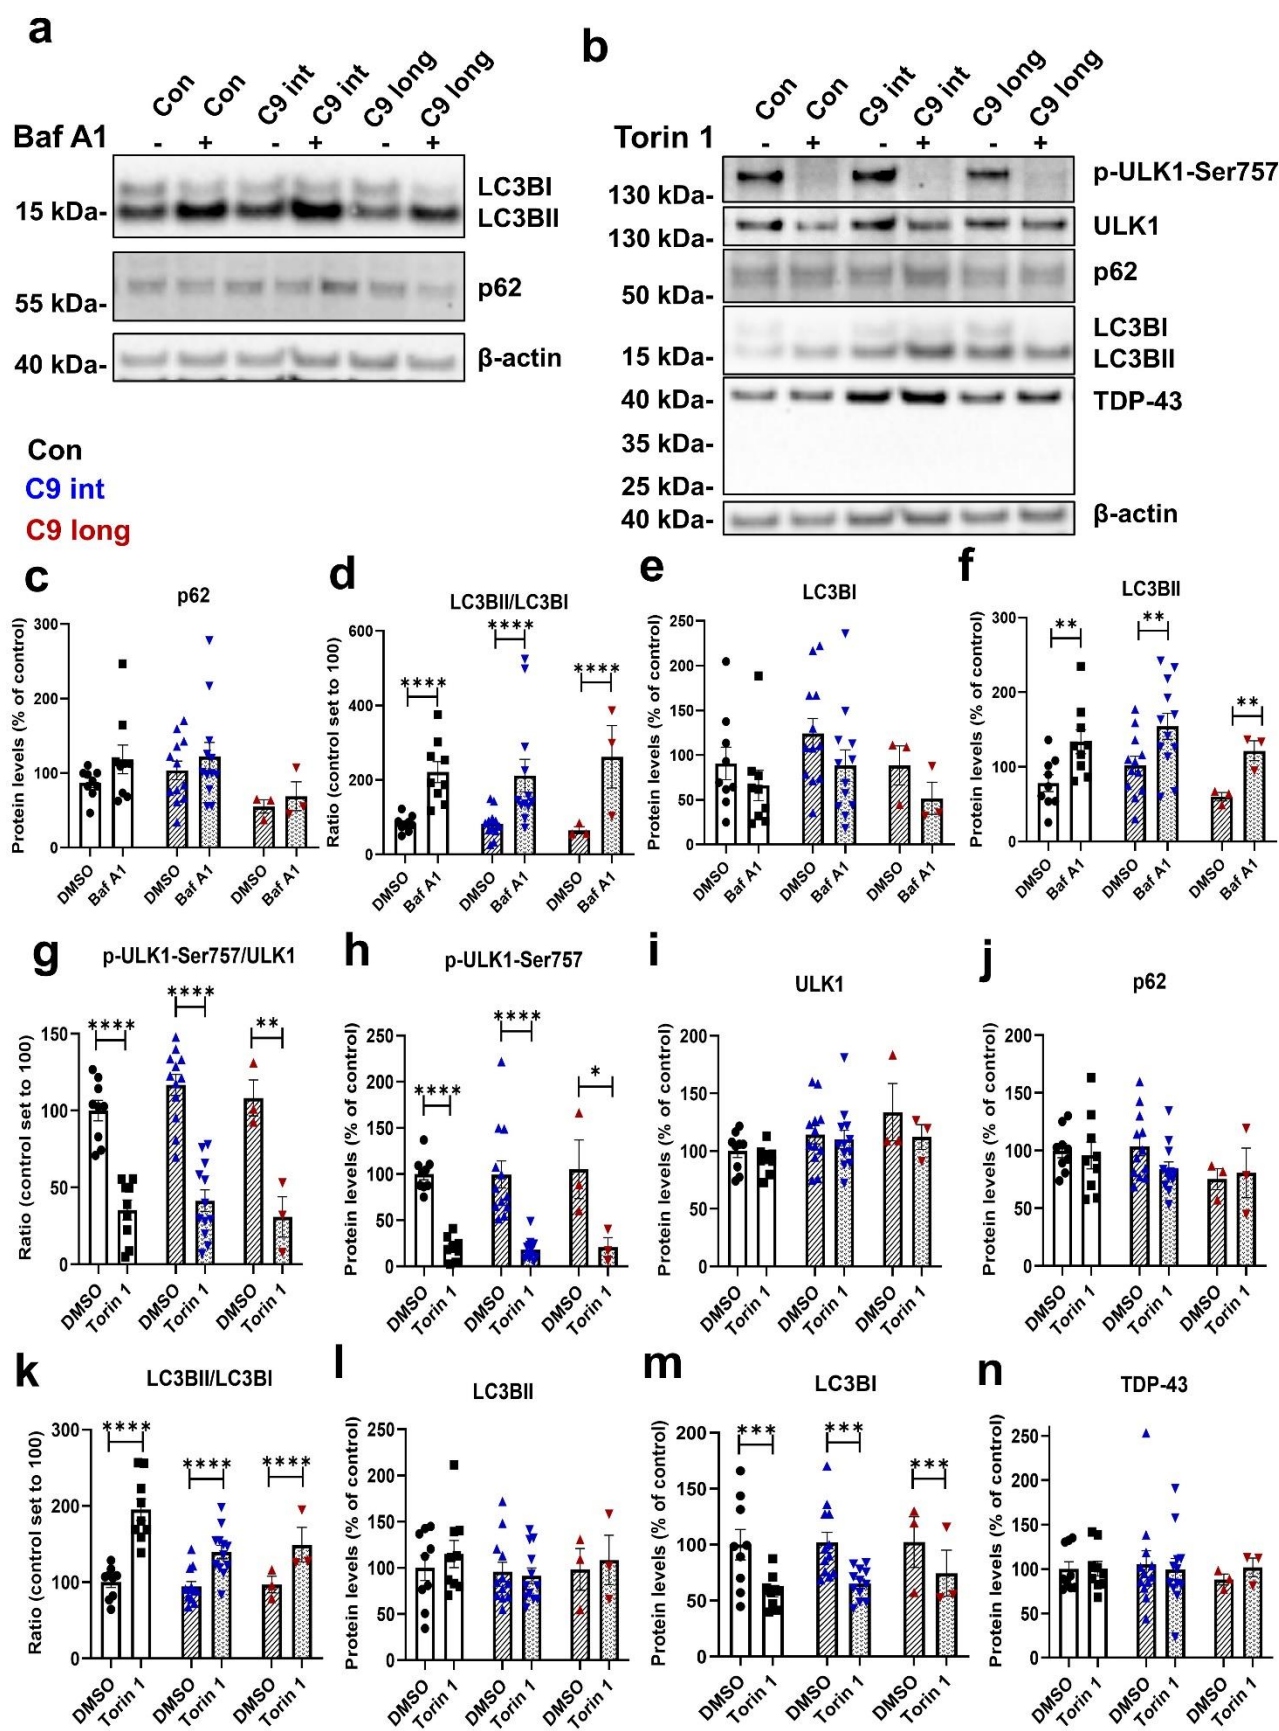 a
Con Con C9 int C9 int C9 long C9 long
Baf A1 - + - + - +
LC3BI
15 kDa- LC3BII
p62
55 kDa-
40 kDa- β-actin
b
Con Con C9 int C9 int C9 long C9 long
Torin 1 - + - + - +
p-ULK1-Ser757
130 kDa-
ULK1
130 kDa-
p62
50 kDa-
LC3BI
15 kDa- LC3BII
40 kDa- TDP-43
35 kDa-
25 kDa-
40 kDa- β-actin
Con
C9 int
C9 long
c
p62
Protein levels (% of control)
300
200
100
0
DMSO Baf A1 DMSO Baf A1 DMSO Baf A1
d
LC3BII/LC3BI
Ratio (control set to 100)
600
400
200
0
**** **** ****
DMSO Baf A1 DMSO Baf A1 DMSO Baf A1
e
LC3BI
Protein levels (% of control)
250
200
150
100
50
0
DMSO Baf A1 DMSO Baf A1 DMSO Baf A1
f
LC3BII
Protein levels (% of control)
300
200
100
0
** ** **
DMSO Baf A1 DMSO Baf A1 DMSO Baf A1
g
p-ULK1-Ser757/ULK1
Ratio (control set to 100)
150
100
50
0
**** **** **
DMSO Torin 1 DMSO Torin 1 DMSO Torin 1
h
p-ULK1-Ser757
Protein levels (% of control)
250
200
150
100
50
0
**** **** *
DMSO Torin 1 DMSO Torin 1 DMSO Torin 1
i
ULK1
Protein levels (% of control)
200
150
100
50
0
DMSO Torin 1 DMSO Torin 1 DMSO Torin 1
j
p62
Protein levels (% of control)
200
150
100
50
0
DMSO Torin 1 DMSO Torin 1 DMSO Torin 1
k
LC3BII/LC3BI
Ratio (control set to 100)
300
200
100
0
**** **** ****
DMSO Torin 1 DMSO Torin 1 DMSO Torin 1
l
LC3BII
Protein levels (% of control)
250
200
150
100
50
0
DMSO Torin 1 DMSO Torin 1 DMSO Torin 1
m
LC3BI
Protein levels (% of control)
200
150
100
50
0
*** *** ***
DMSO Torin 1 DMSO Torin 1 DMSO Torin 1
n
TDP-43
Protein levels (% of control)
250
200
150
100
50
0
DMSO Torin 1 DMSO Torin 1 DMSO Torin 1